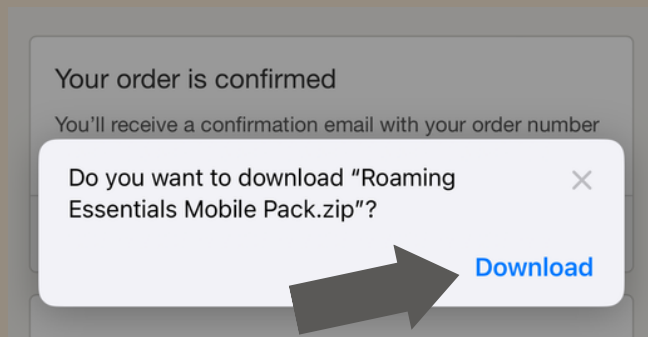 Your order is confirmed
You’ll receive a confirmation email with your order number
Do you want to download “Roaming
Essentials Mobile Pack.zip”?
Download